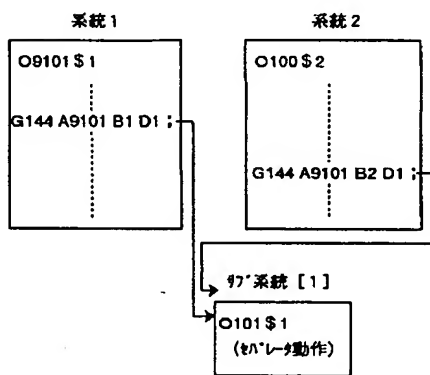 系統1
系統2
O9101$1
O100$2
G144 A9101 B1 D1 ;
G144 A9101 B2 D1 ;
サブ系統 [1]
O101$1
(セパレータ動作)